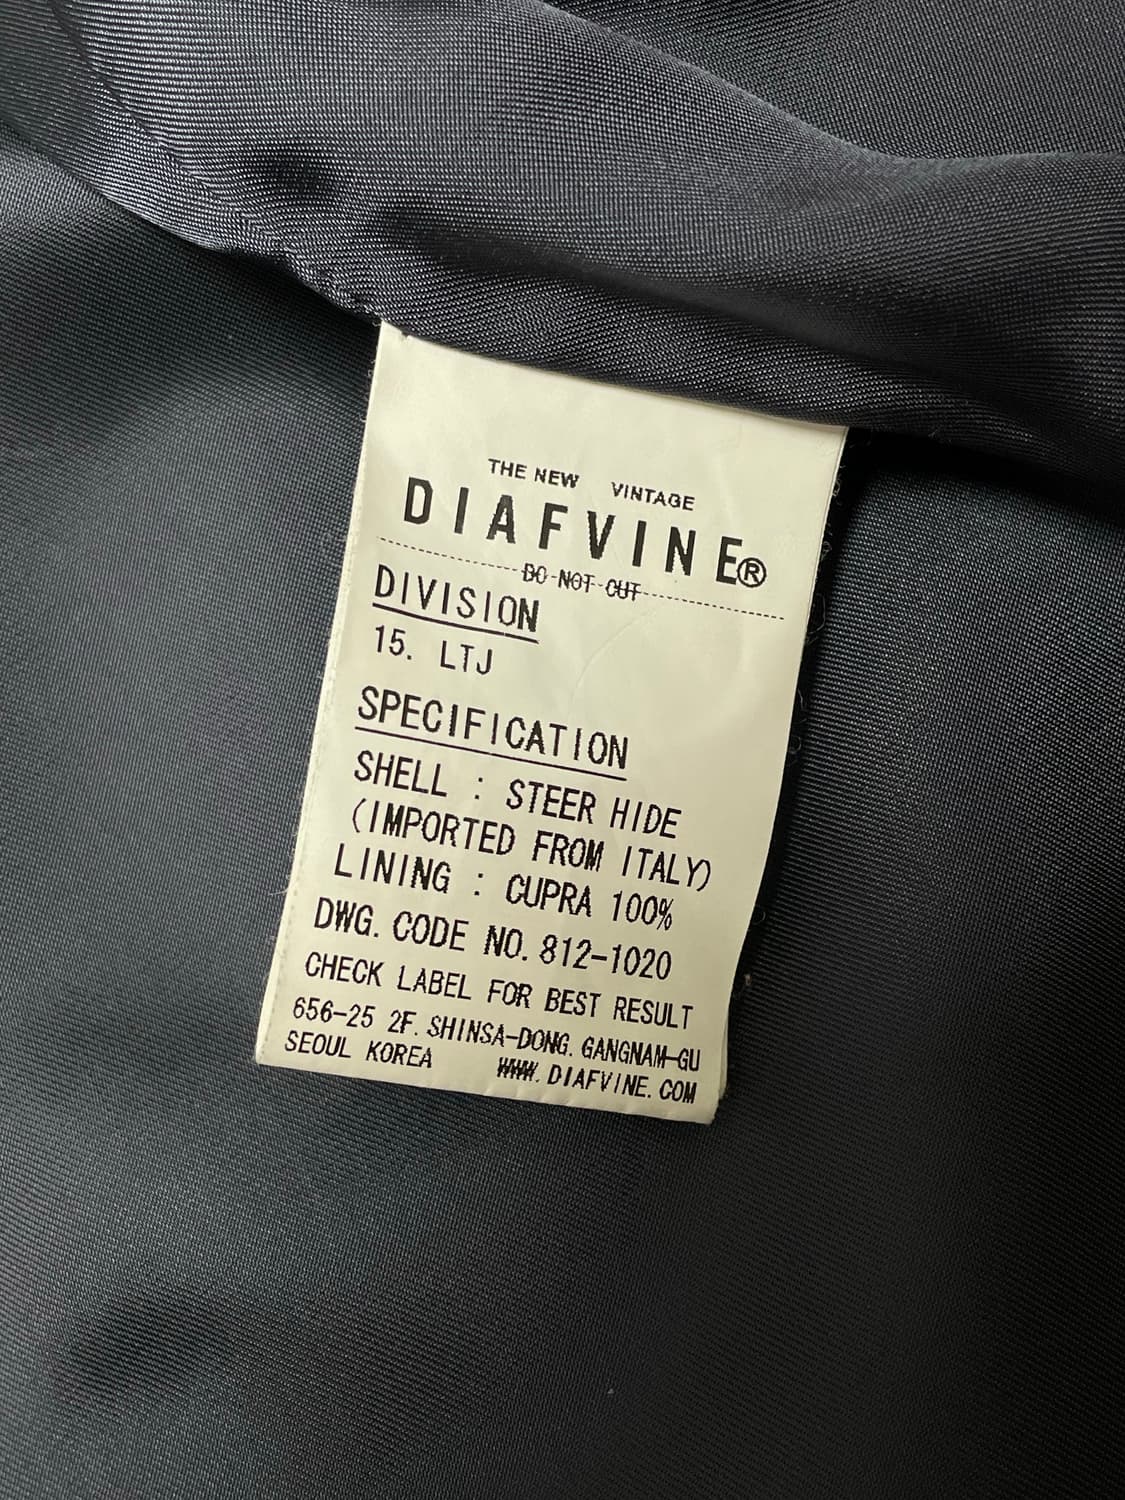 THE NEW VINTAGE
DIAFVINE®
DO NOT CUT
DIVISION
15. LTJ
SPECIFICATION
SHELL : STEER HIDE
(IMPORTED FROM ITALY)
LINING : CUPRA 100%
DWG. CODE NO. 812-1020
CHECK LABEL FOR BEST RESULT
656-25 2F. SHINSA-DONG. GANGNAM-GU
SEOUL KOREA WWW. DIAFVINE. COM